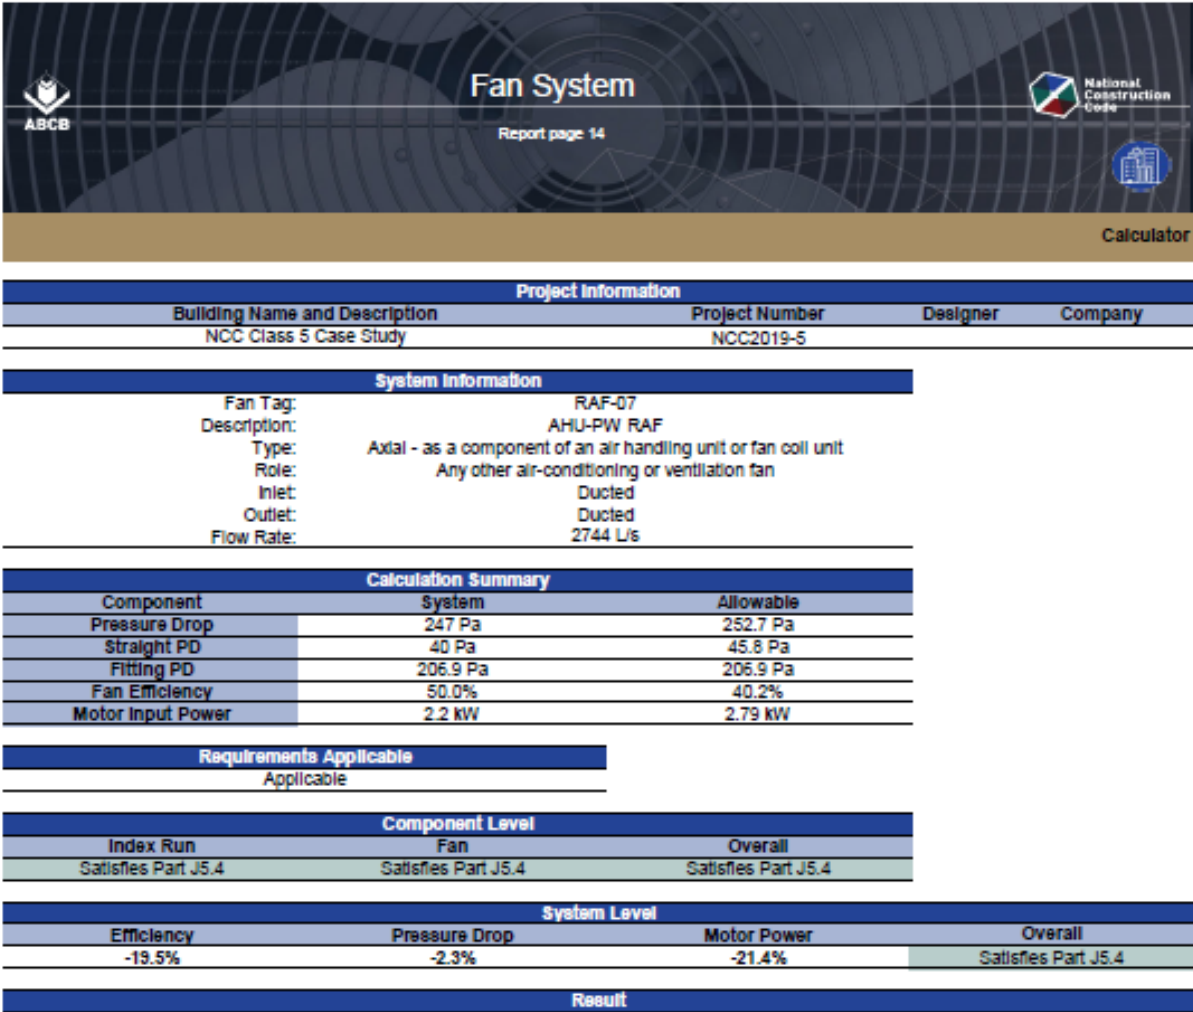 Fan System
Report page 14
ABCB
National
Construction
Code
Calculator
Project Information
Building Name and Description Project Number Designer Company
NCC Class 5 Case Study NCC2019-5
System Information
Fan Tag: RAF-07
Description: AHU-PW RAF
Type: Axial - as a component of an air handling unit or fan coil unit
Role: Any other air-conditioning or ventilation fan
Inlet: Ducted
Outlet: Ducted
Flow Rate: 2744 L/s
Calculation Summary
Component System Allowable
Pressure Drop 247 Pa 252.7 Pa
Straight PD 40 Pa 45.8 Pa
Fitting PD 206.9 Pa 206.9 Pa
Fan Efficiency 50.0% 40.2%
Motor Input Power 2.2 kW 2.79 kW
Requirements Applicable
Applicable
Component Level
Index Run Fan Overall
Satisfies Part J5.4 Satisfies Part J5.4 Satisfies Part J5.4
System Level
Efficiency Pressure Drop Motor Power Overall
-19.5% -2.3% -21.4% Satisfies Part J5.4
Result